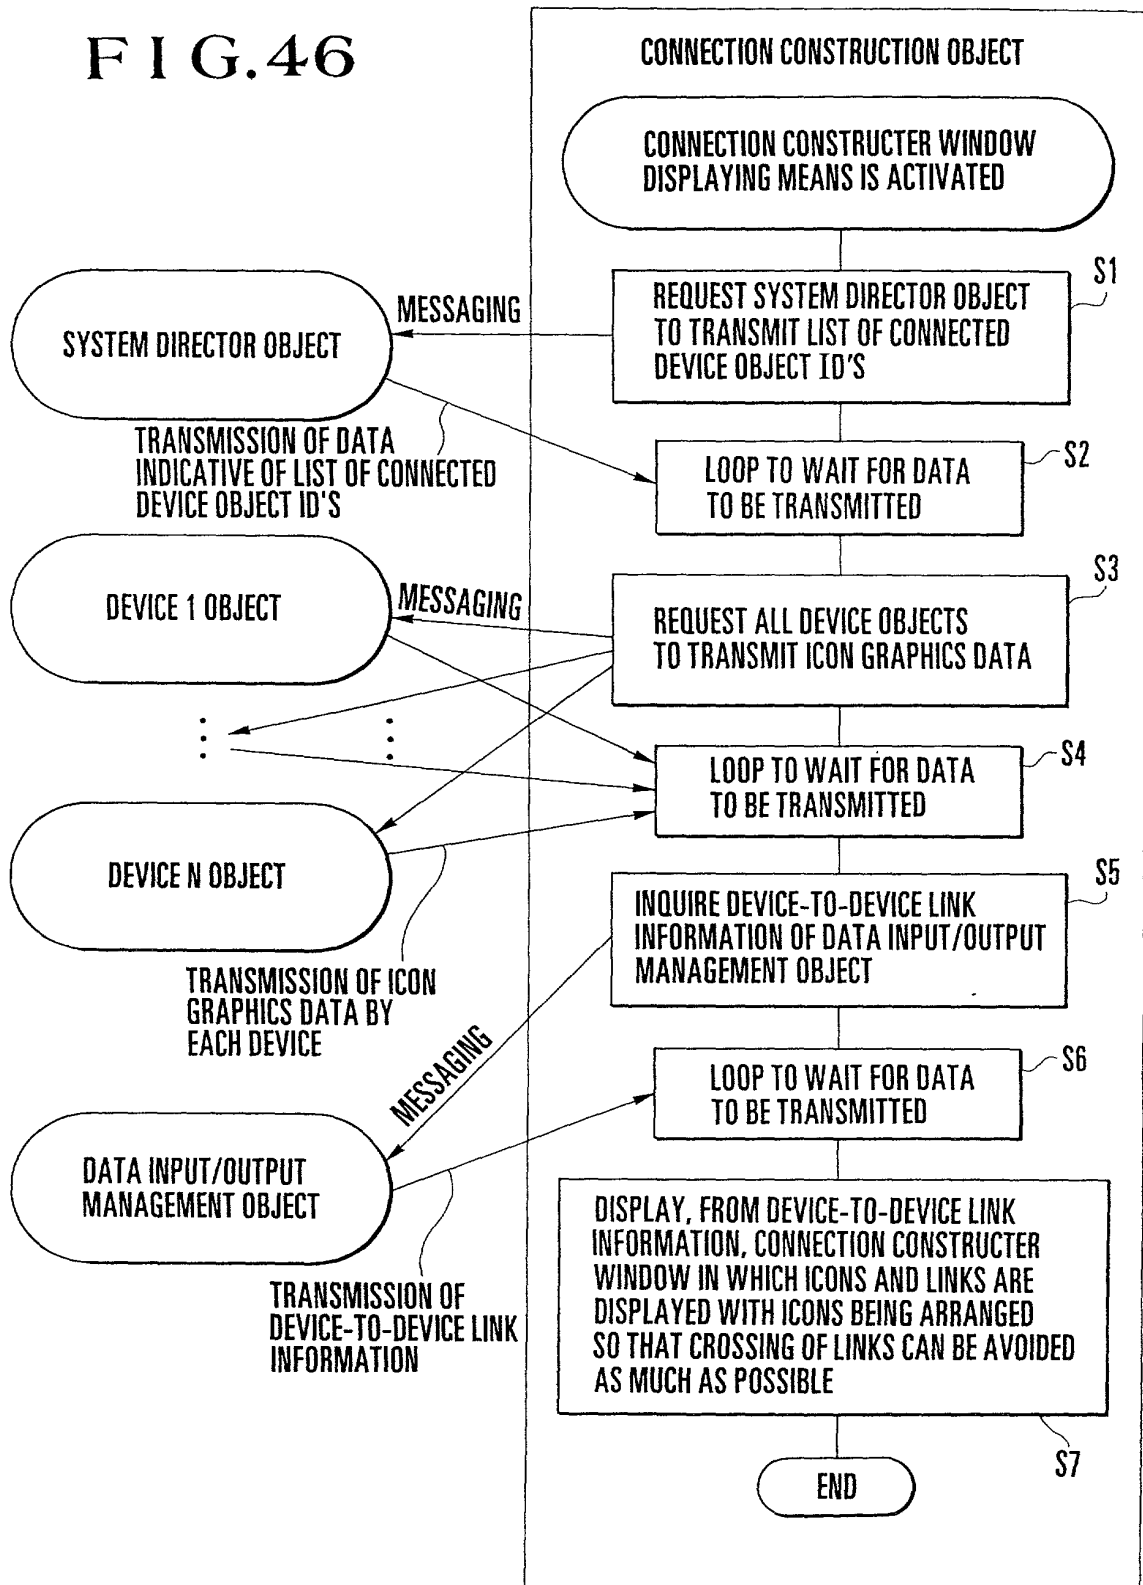 FIG.46
CONNECTION CONSTRUCTION OBJECT
CONNECTION CONSTRUCTER WINDOW
DISPLAYING MEANS IS ACTIVATED
S1
REQUEST SYSTEM DIRECTOR OBJECT
TO TRANSMIT LIST OF CONNECTED
DEVICE OBJECT ID'S
MESSAGING
SYSTEM DIRECTOR OBJECT
TRANSMISSION OF DATA
INDICATIVE OF LIST OF CONNECTED
DEVICE OBJECT ID'S
S2
LOOP TO WAIT FOR DATA
TO BE TRANSMITTED
S3
REQUEST ALL DEVICE OBJECTS
TO TRANSMIT ICON GRAPHICS DATA
MESSAGING
DEVICE 1 OBJECT
S4
LOOP TO WAIT FOR DATA
TO BE TRANSMITTED
DEVICE N OBJECT
TRANSMISSION OF ICON
GRAPHICS DATA BY
EACH DEVICE
S5
INQUIRE DEVICE-TO-DEVICE LINK
INFORMATION OF DATA INPUT/OUTPUT
MANAGEMENT OBJECT
MESSAGING
S6
LOOP TO WAIT FOR DATA
TO BE TRANSMITTED
DATA INPUT/OUTPUT
MANAGEMENT OBJECT
TRANSMISSION OF
DEVICE-TO-DEVICE LINK
INFORMATION
DISPLAY, FROM DEVICE-TO-DEVICE LINK
INFORMATION, CONNECTION CONSTRUCTER
WINDOW IN WHICH ICONS AND LINKS ARE
DISPLAYED WITH ICONS BEING ARRANGED
SO THAT CROSSING OF LINKS CAN BE AVOIDED
AS MUCH AS POSSIBLE
S7
END